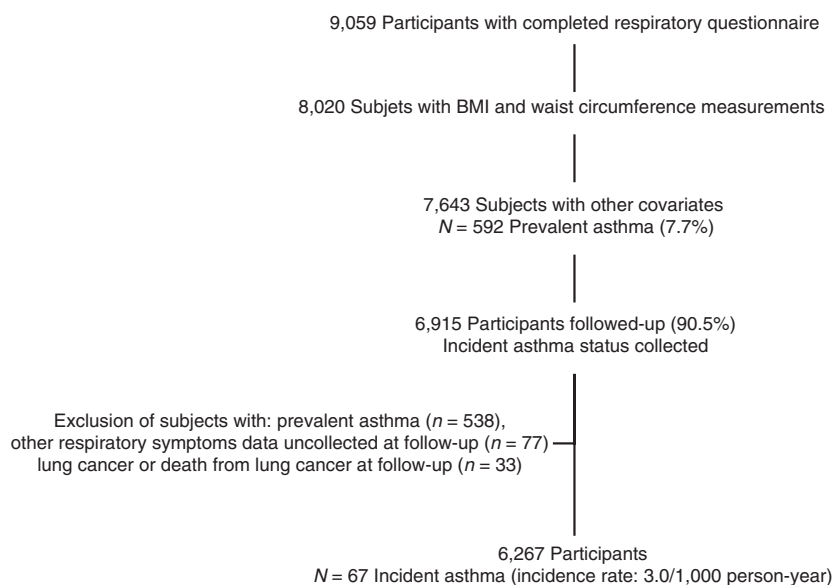 9,059 Participants with completed respiratory questionnaire
8,020 Subjets with BMI and waist circumference measurements
7,643 Subjects with other covariates
N = 592 Prevalent asthma (7.7%)
6,915 Participants followed-up (90.5%)
Incident asthma status collected
Exclusion of subjects with: prevalent asthma (n = 538),
other respiratory symptoms data uncollected at follow-up (n = 77)
lung cancer or death from lung cancer at follow-up (n = 33)
6,267 Participants
N = 67 Incident asthma (incidence rate: 3.0/1,000 person-year)